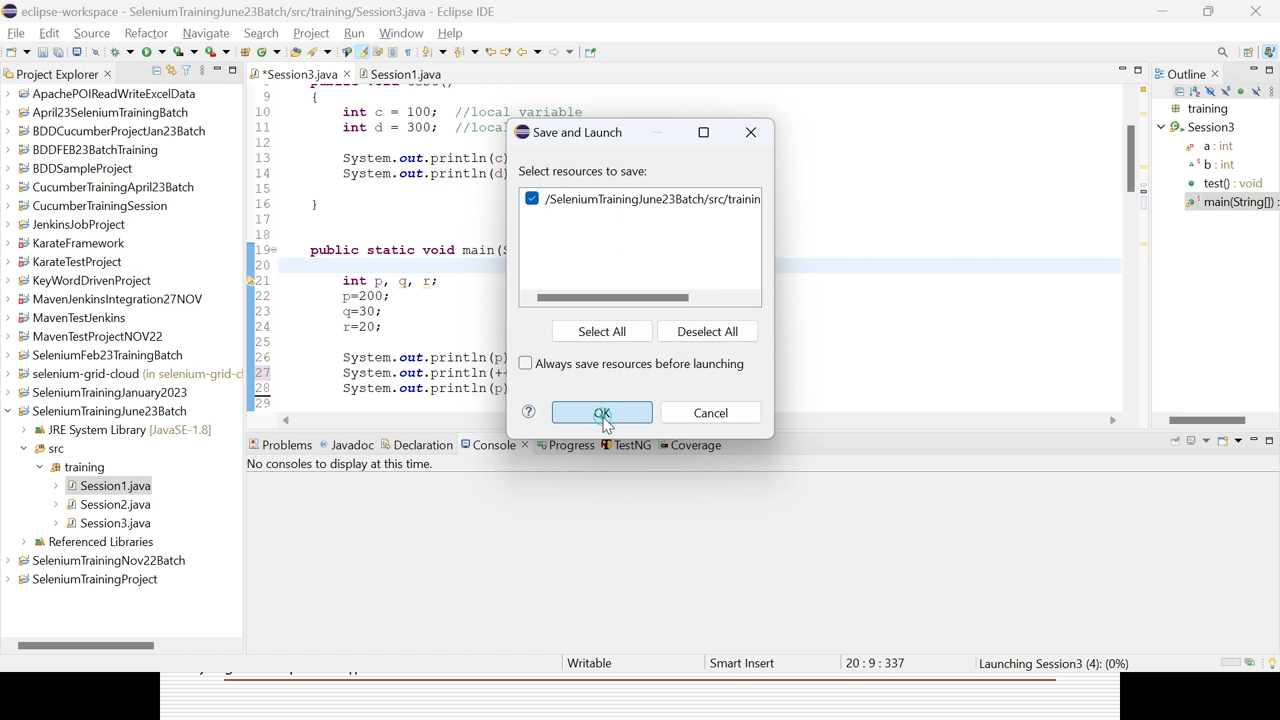 eclipse-workspace - SeleniumTrainingJune23Batch/src/training/Session3.java - Eclipse IDE
File Edit Source Refactor Navigate Search Project Run Window Help
Project Explorer
*Session3.java Session1.java
Outline
ApachePOIReadWriteExcelData
April23SeleniumTrainingBatch
BDDCucumberProjectJan23Batch
BDDFEB23BatchTraining
BDDSampleProject
CucumberTrainingApril23Batch
CucumberTrainingSession
JenkinsJobProject
KarateFramework
KarateTestProject
KeyWordDrivenProject
MavenJenkinsIntegration27NOV
MavenTestJenkins
MavenTestProjectNOV22
SeleniumFeb23TrainingBatch
selenium-grid-cloud (in selenium-grid-c
SeleniumTrainingJanuary2023
SeleniumTrainingJune23Batch
JRE System Library [JavaSE-1.8]
src
training
Session1.java
Session2.java
Session3.java
Referenced Libraries
SeleniumTrainingNov22Batch
SeleniumTrainingProject
9 {
10 int c = 100; //local variable
11 int d = 300; //loca
12
13 System.out.println(c)
14 System.out.println(d)
15
16 }
17
18
19 public static void main(S
20
21 int p, q, r;
22 p=200;
23 q=30;
24 r=20;
25
26 System.out.println(p)
27 System.out.println(+
28 System.out.println(p)
29
Save and Launch
Select resources to save:
/SeleniumTrainingJune23Batch/src/trainin
Select All Deselect All
Always save resources before launching
OK Cancel
training
Session3
a : int
b : int
test() : void
main(String[]) :
Problems Javadoc Declaration Console Progress TestNG Coverage
No consoles to display at this time.
Writable Smart Insert 20 : 9 : 337 Launching Session3 (4): (0%)